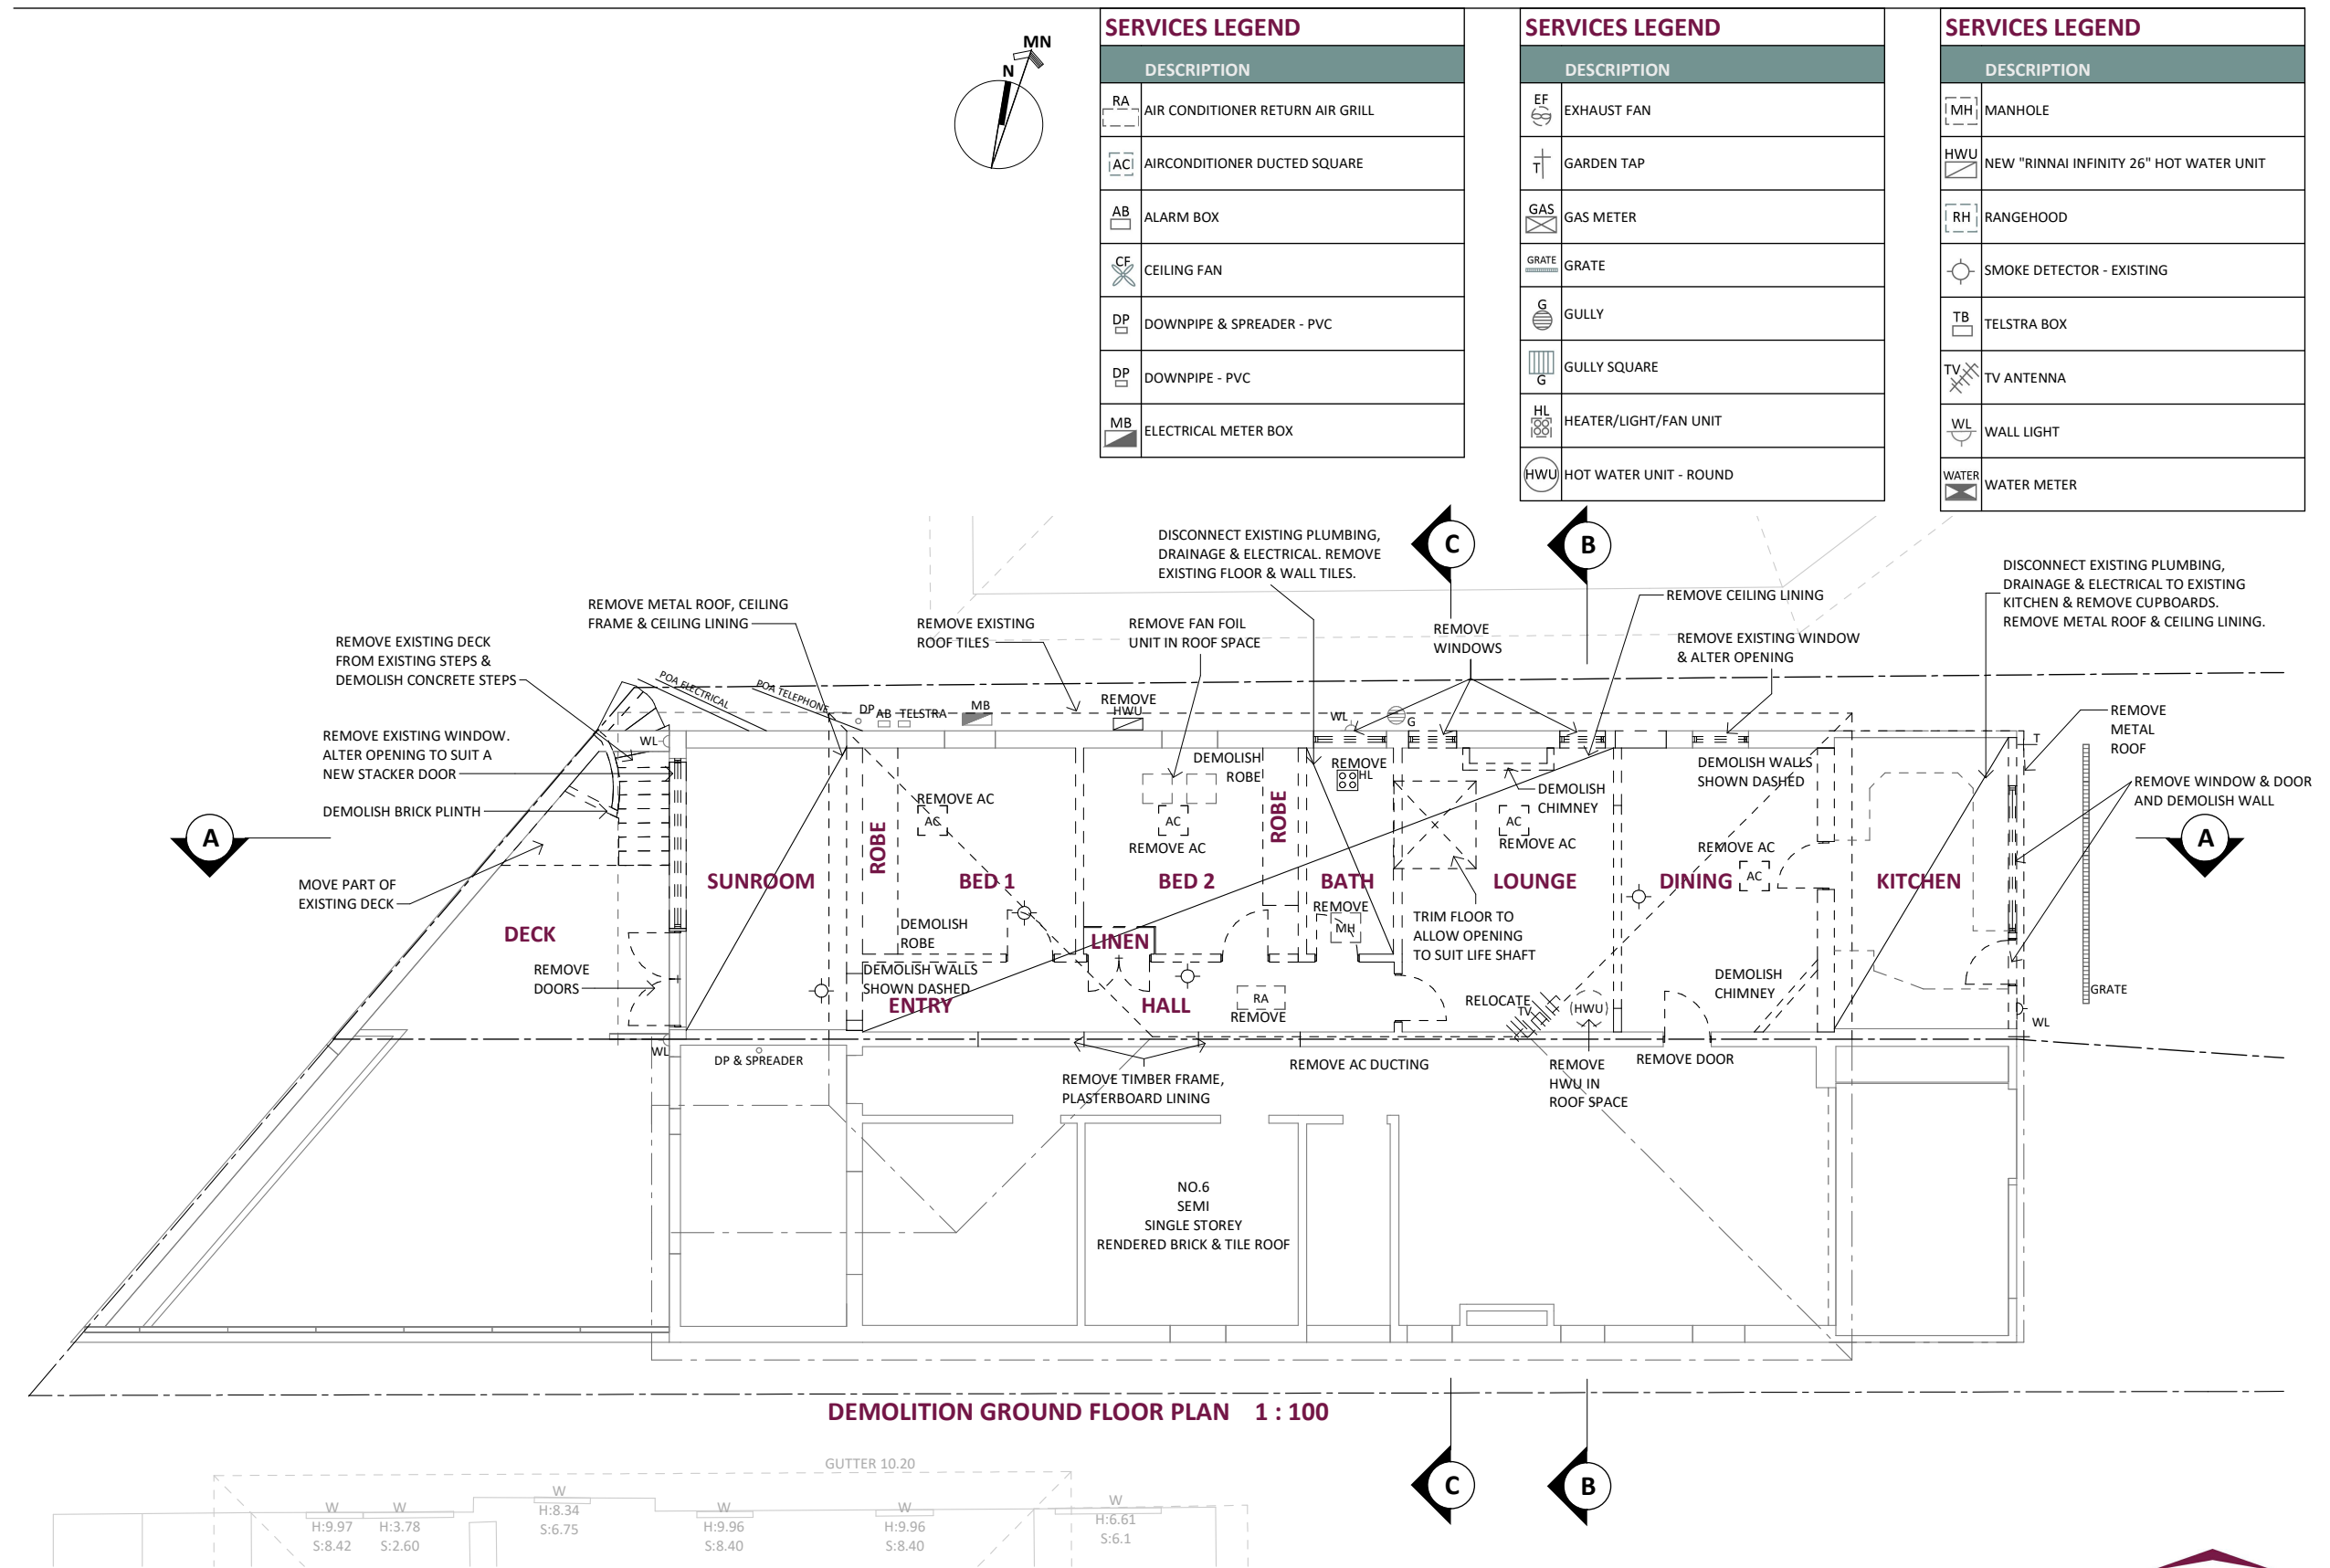 MN
N
SERVICES LEGEND
DESCRIPTION
RA
AIR CONDITIONER RETURN AIR GRILL
AC
AIRCONDITIONER DUCTED SQUARE
AB
ALARM BOX
CF
CEILING FAN
DP
DOWNPIPE & SPREADER - PVC
DP
DOWNPIPE - PVC
MB
ELECTRICAL METER BOX
SERVICES LEGEND
DESCRIPTION
EF
EXHAUST FAN
T
GARDEN TAP
GAS
GAS METER
GRATE
GRATE
G
GULLY
G
GULLY SQUARE
HL
HEATER/LIGHT/FAN UNIT
HWU
HOT WATER UNIT - ROUND
SERVICES LEGEND
DESCRIPTION
MH
MANHOLE
HWU
NEW "RINNAI INFINITY 26" HOT WATER UNIT
RH
RANGEHOOD
SMOKE DETECTOR - EXISTING
TB
TELSTRA BOX
TV
TV ANTENNA
WL
WALL LIGHT
WATER
WATER METER
C
B
DISCONNECT EXISTING PLUMBING,
DRAINAGE & ELECTRICAL. REMOVE
EXISTING FLOOR & WALL TILES.
DISCONNECT EXISTING PLUMBING,
DRAINAGE & ELECTRICAL TO EXISTING
KITCHEN & REMOVE CUPBOARDS.
REMOVE METAL ROOF & CEILING LINING.
REMOVE METAL ROOF, CEILING
FRAME & CEILING LINING
REMOVE EXISTING
ROOF TILES
REMOVE FAN FOIL
UNIT IN ROOF SPACE
REMOVE
WINDOWS
REMOVE CEILING LINING
REMOVE EXISTING WINDOW
& ALTER OPENING
REMOVE EXISTING DECK
FROM EXISTING STEPS &
DEMOLISH CONCRETE STEPS
POA ELECTRICAL
POA TELEPHONE
DP
AB
TELSTRA
MB
REMOVE
HWU
WL
G
REMOVE
METAL
ROOF
T
REMOVE EXISTING WINDOW.
ALTER OPENING TO SUIT A
NEW STACKER DOOR
WL
DEMOLISH
ROBE
REMOVE
HL
DEMOLISH
CHIMNEY
DEMOLISH WALLS
SHOWN DASHED
REMOVE WINDOW & DOOR
AND DEMOLISH WALL
DEMOLISH BRICK PLINTH
A
REMOVE AC
AC
ROBE
AC
REMOVE AC
ROBE
AC
REMOVE AC
REMOVE AC
AC
A
MOVE PART OF
EXISTING DECK
SUNROOM
BED 1
BED 2
BATH
LOUNGE
DINING
KITCHEN
DECK
DEMOLISH
ROBE
LINEN
REMOVE
MH
TRIM FLOOR TO
ALLOW OPENING
TO SUIT LIFE SHAFT
REMOVE
DOORS
DEMOLISH WALLS
SHOWN DASHED
ENTRY
HALL
RA
REMOVE
RELOCATE
TV
HWU
DEMOLISH
CHIMNEY
GRATE
WL
WL
DP & SPREADER
REMOVE TIMBER FRAME,
PLASTERBOARD LINING
REMOVE AC DUCTING
REMOVE
HWU IN
ROOF SPACE
REMOVE DOOR
NO.6
SEMI
SINGLE STOREY
RENDERED BRICK & TILE ROOF
DEMOLITION GROUND FLOOR PLAN 1 : 100
C
B
GUTTER 10.20
W
H:9.97
S:8.42
W
H:3.78
S:2.60
W
H:8.34
S:6.75
W
H:9.96
S:8.40
W
H:9.96
S:8.40
W
H:6.61
S:6.1